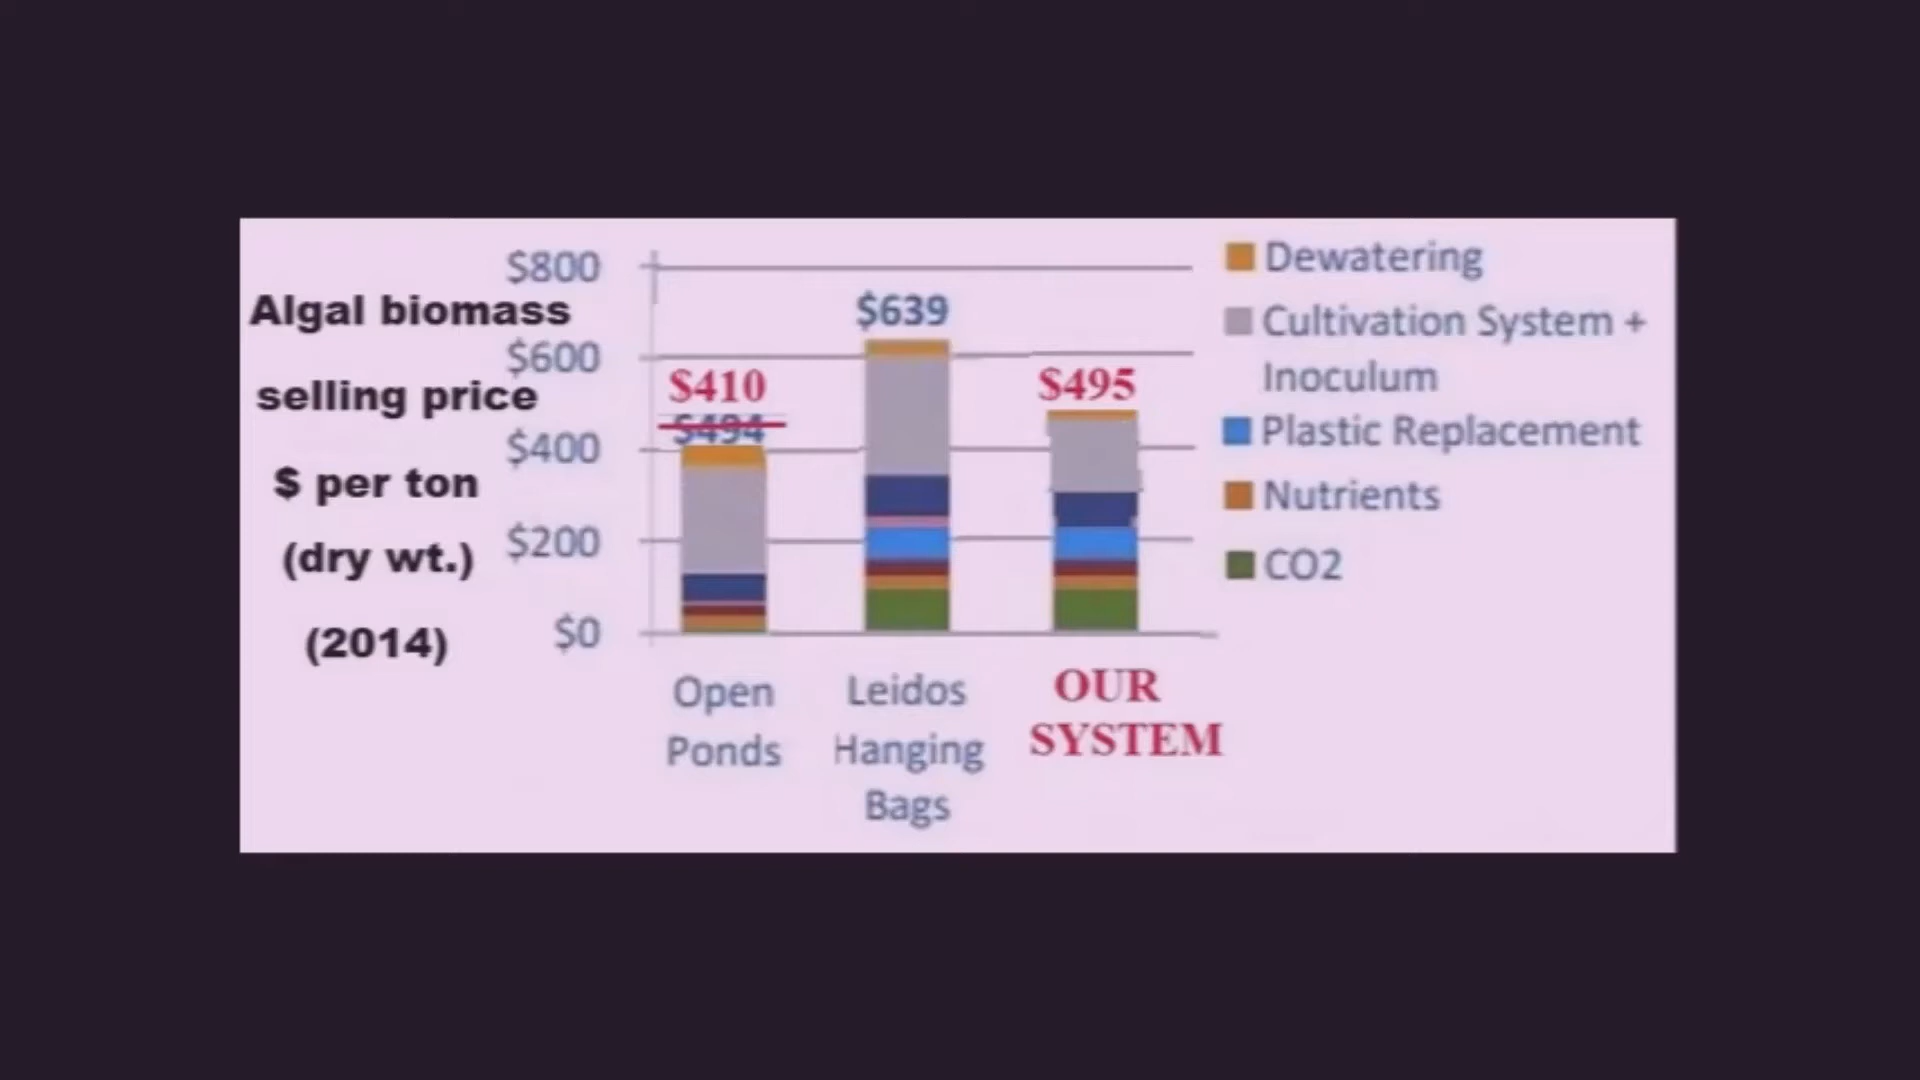 Algal biomass
selling price
$ per ton
(dry wt.)
(2014)
$800
$600
$400
$200
$0
$410
$494
$639
$495
Open
Ponds
Leidos
Hanging
Bags
OUR
SYSTEM
Dewatering
Cultivation System +
Inoculum
Plastic Replacement
Nutrients
CO2